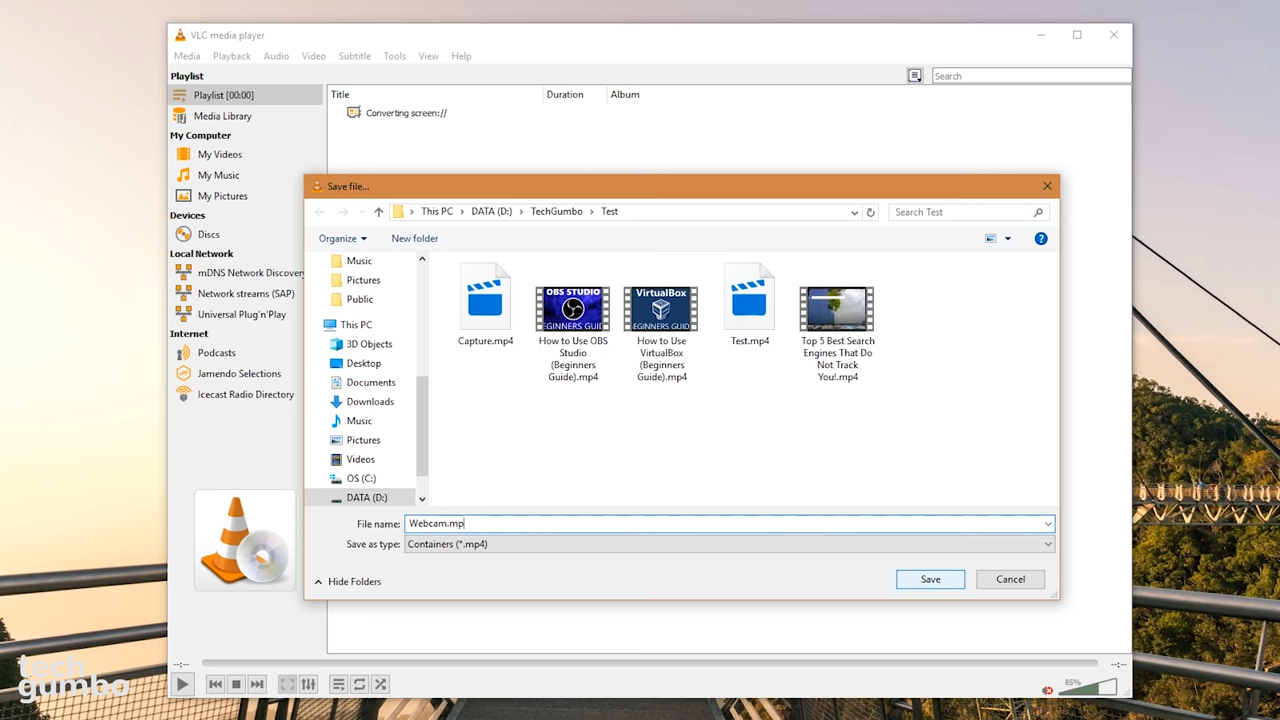 VLC media player
Media Playback Audio Video Subtitle Tools View Help
Playlist
Search
Playlist [00:00]
Media Library
My Computer
My Videos
My Music
My Pictures
Devices
Discs
Local Network
mDNS Network Discovery
Network streams (SAP)
Universal Plug'n'Play
Internet
Podcasts
Jamendo Selections
Icecast Radio Directory
Title Duration Album
Converting screen://
Save file...
This PC > DATA (D:) > TechGumbo > Test
Search Test
Organize New folder
Music
Pictures
Public
This PC
3D Objects
Desktop
Documents
Downloads
Music
Pictures
Videos
OS (C:)
DATA (D:)
Capture.mp4
OBS STUDIO
BEGINNERS GUID
How to Use OBS
Studio
(Beginners
Guide).mp4
VirtualBox
BEGINNERS GUID
How to Use
VirtualBox
(Beginners
Guide).mp4
Test.mp4
Top 5 Best Search
Engines That Do
Not Track
You!.mp4
File name: Webcam.mp
Save as type: Containers (*.mp4)
Hide Folders
Save
Cancel
85%
tech
gumbo